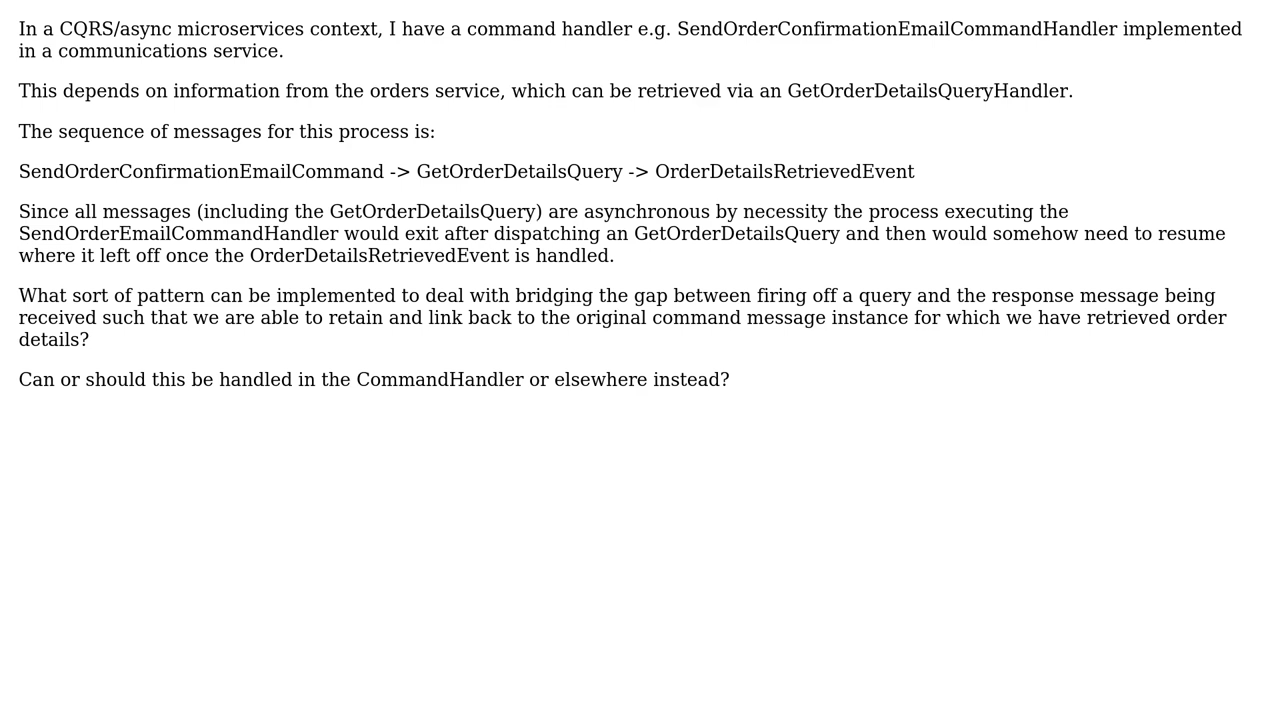 In a CQRS/async microservices context, I have a command handler e.g. SendOrderConfirmationEmailCommandHandler implemented
in a communications service.
This depends on information from the orders service, which can be retrieved via an GetOrderDetailsQueryHandler.
The sequence of messages for this process is:
SendOrderConfirmationEmailCommand -> GetOrderDetailsQuery -> OrderDetailsRetrievedEvent
Since all messages (including the GetOrderDetailsQuery) are asynchronous by necessity the process executing the
SendOrderEmailCommandHandler would exit after dispatching an GetOrderDetailsQuery and then would somehow need to resume
where it left off once the OrderDetailsRetrievedEvent is handled.
What sort of pattern can be implemented to deal with bridging the gap between firing off a query and the response message being
received such that we are able to retain and link back to the original command message instance for which we have retrieved order
details?
Can or should this be handled in the CommandHandler or elsewhere instead?